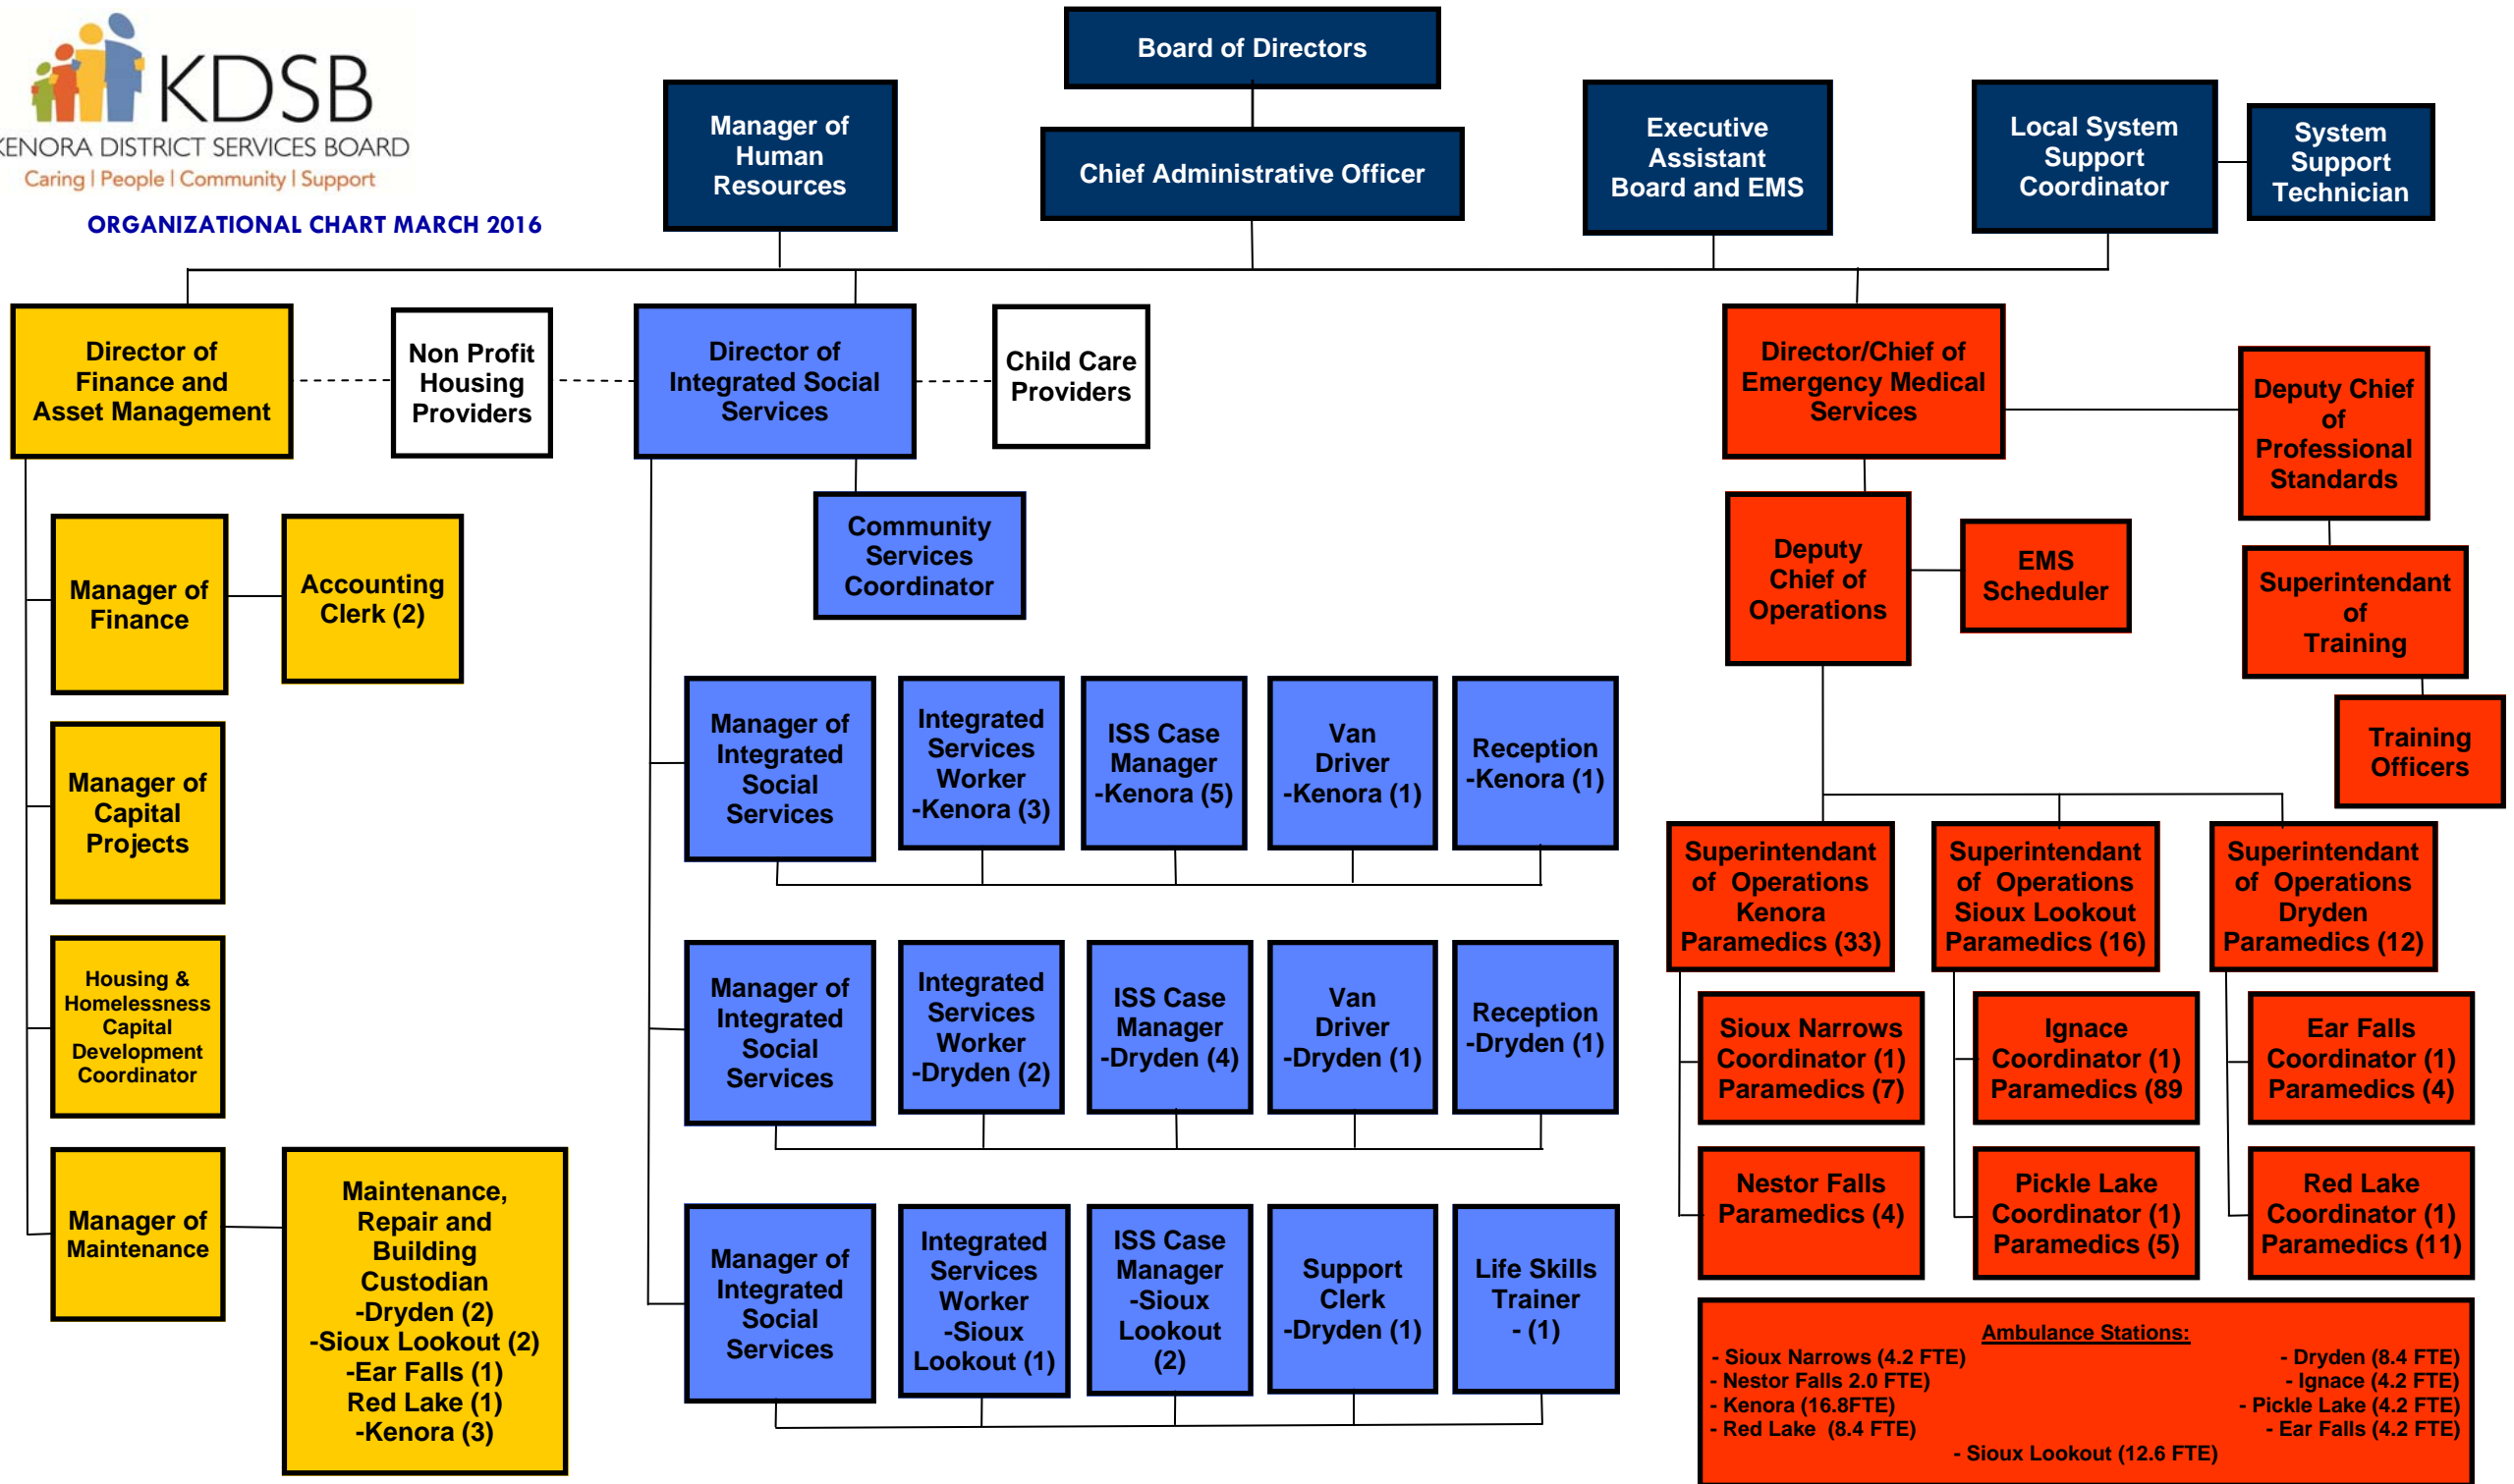 KDSB
KENORA DISTRICT SERVICES BOARD
Caring | People | Community | Support
ORGANIZATIONAL CHART MARCH 2016
Board of Directors
Manager of
Human
Resources
Chief Administrative Officer
Executive
Assistant
Board and EMS
Local System
Support
Coordinator
System
Support
Technician
Director of
Finance and
Asset Management
Non Profit
Housing
Providers
Director of
Integrated Social
Services
Child Care
Providers
Director/Chief of
Emergency Medical
Services
Deputy Chief
of
Professional
Standards
Manager of
Finance
Accounting
Clerk (2)
Community
Services
Coordinator
Deputy
Chief of
Operations
EMS
Scheduler
Superintendant
of
Training
Training
Officers
Manager of
Capital
Projects
Manager of
Integrated
Social
Services
Integrated
Services
Worker
-Kenora (3)
ISS Case
Manager
-Kenora (5)
Van
Driver
-Kenora (1)
Reception
-Kenora (1)
Superintendant
of Operations
Kenora
Paramedics (33)
Superintendant
of Operations
Sioux Lookout
Paramedics (16)
Superintendant
of Operations
Dryden
Paramedics (12)
Housing &
Homelessness
Capital
Development
Coordinator
Manager of
Integrated
Social
Services
Integrated
Services
Worker
-Dryden (2)
ISS Case
Manager
-Dryden (4)
Van
Driver
-Dryden (1)
Reception
-Dryden (1)
Sioux Narrows
Coordinator (1)
Paramedics (7)
Ignace
Coordinator (1)
Paramedics (89
Ear Falls
Coordinator (1)
Paramedics (4)
Manager of
Maintenance
Maintenance,
Repair and
Building
Custodian
-Dryden (2)
-Sioux Lookout (2)
-Ear Falls (1)
Red Lake (1)
-Kenora (3)
Manager of
Integrated
Social
Services
Integrated
Services
Worker
-Sioux
Lookout (1)
ISS Case
Manager
-Sioux
Lookout
(2)
Support
Clerk
-Dryden (1)
Life Skills
Trainer
- (1)
Nestor Falls
Paramedics (4)
Pickle Lake
Coordinator (1)
Paramedics (5)
Red Lake
Coordinator (1)
Paramedics (11)
Ambulance Stations:
- Sioux Narrows (4.2 FTE)
- Dryden (8.4 FTE)
- Nestor Falls 2.0 FTE)
- Ignace (4.2 FTE)
- Kenora (16.8FTE)
- Pickle Lake (4.2 FTE)
- Red Lake (8.4 FTE)
- Ear Falls (4.2 FTE)
- Sioux Lookout (12.6 FTE)